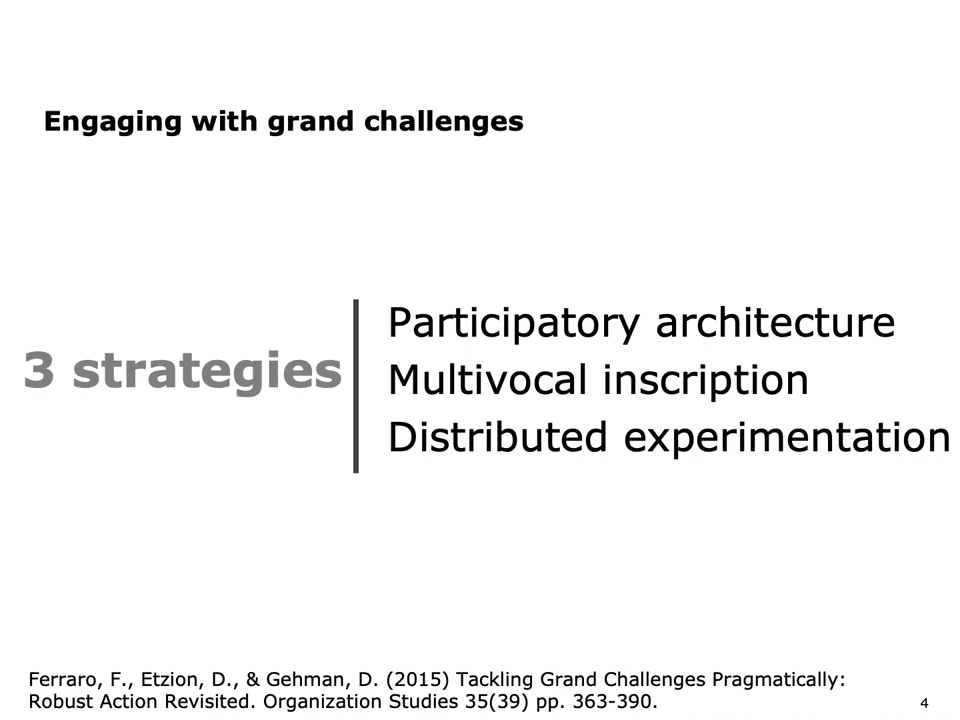 Engaging with grand challenges
3 strategies
Participatory architecture
Multivocal inscription
Distributed experimentation
Ferraro, F., Etzion, D., & Gehman, D. (2015) Tackling Grand Challenges Pragmatically:
Robust Action Revisited. Organization Studies 35(39) pp. 363-390.
4